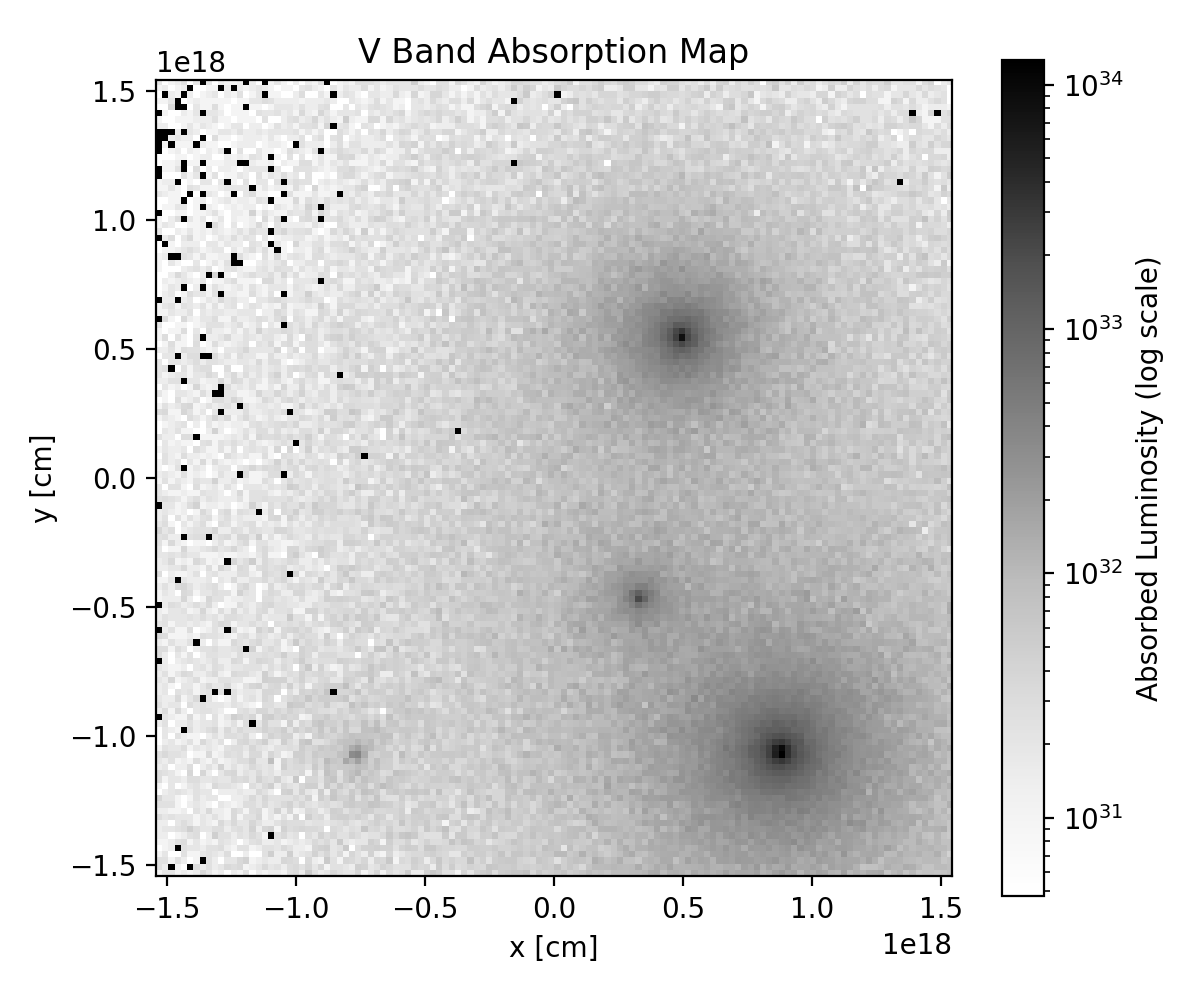 V Band Absorption Map
1e18
1.5
1.0
0.5
0.0
−0.5
−1.0
−1.5
y [cm]
−1.5 −1.0 −0.5 0.0 0.5 1.0 1.5
x [cm]
1e18
10³⁴
10³³
10³²
10³¹
Absorbed Luminosity (log scale)